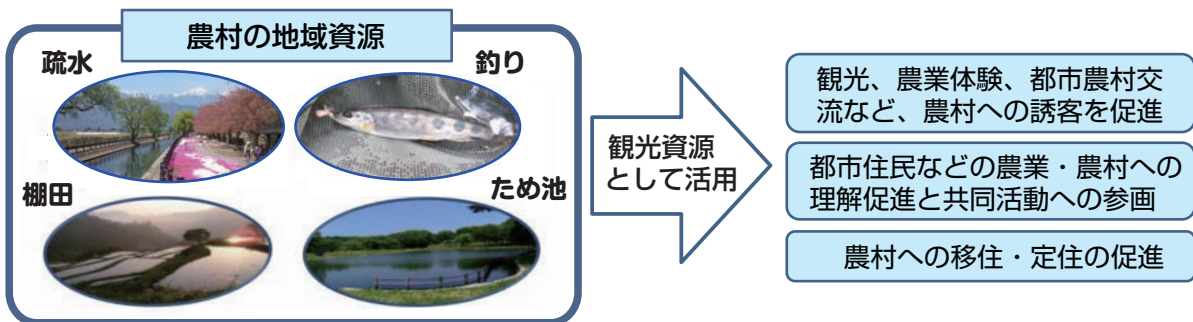 農村の地域資源
疏水
釣り
棚田
ため池
観光資源
として活用
観光、農業体験、都市農村交
流など、農村への誘客を促進
都市住民などの農業・農村への
理解促進と共同活動への参画
農村への移住・定住の促進